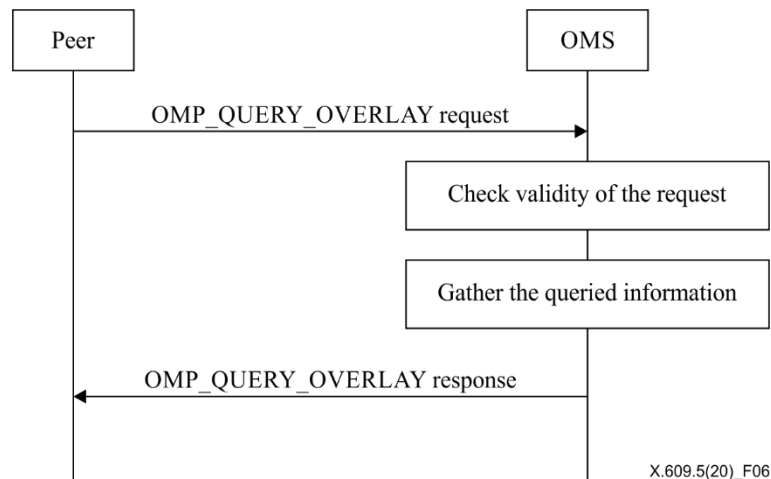 Peer
OMS
OMP_QUERY_OVERLAY request
Check validity of the request
Gather the queried information
OMP_QUERY_OVERLAY response
X.609.5(20)_F06